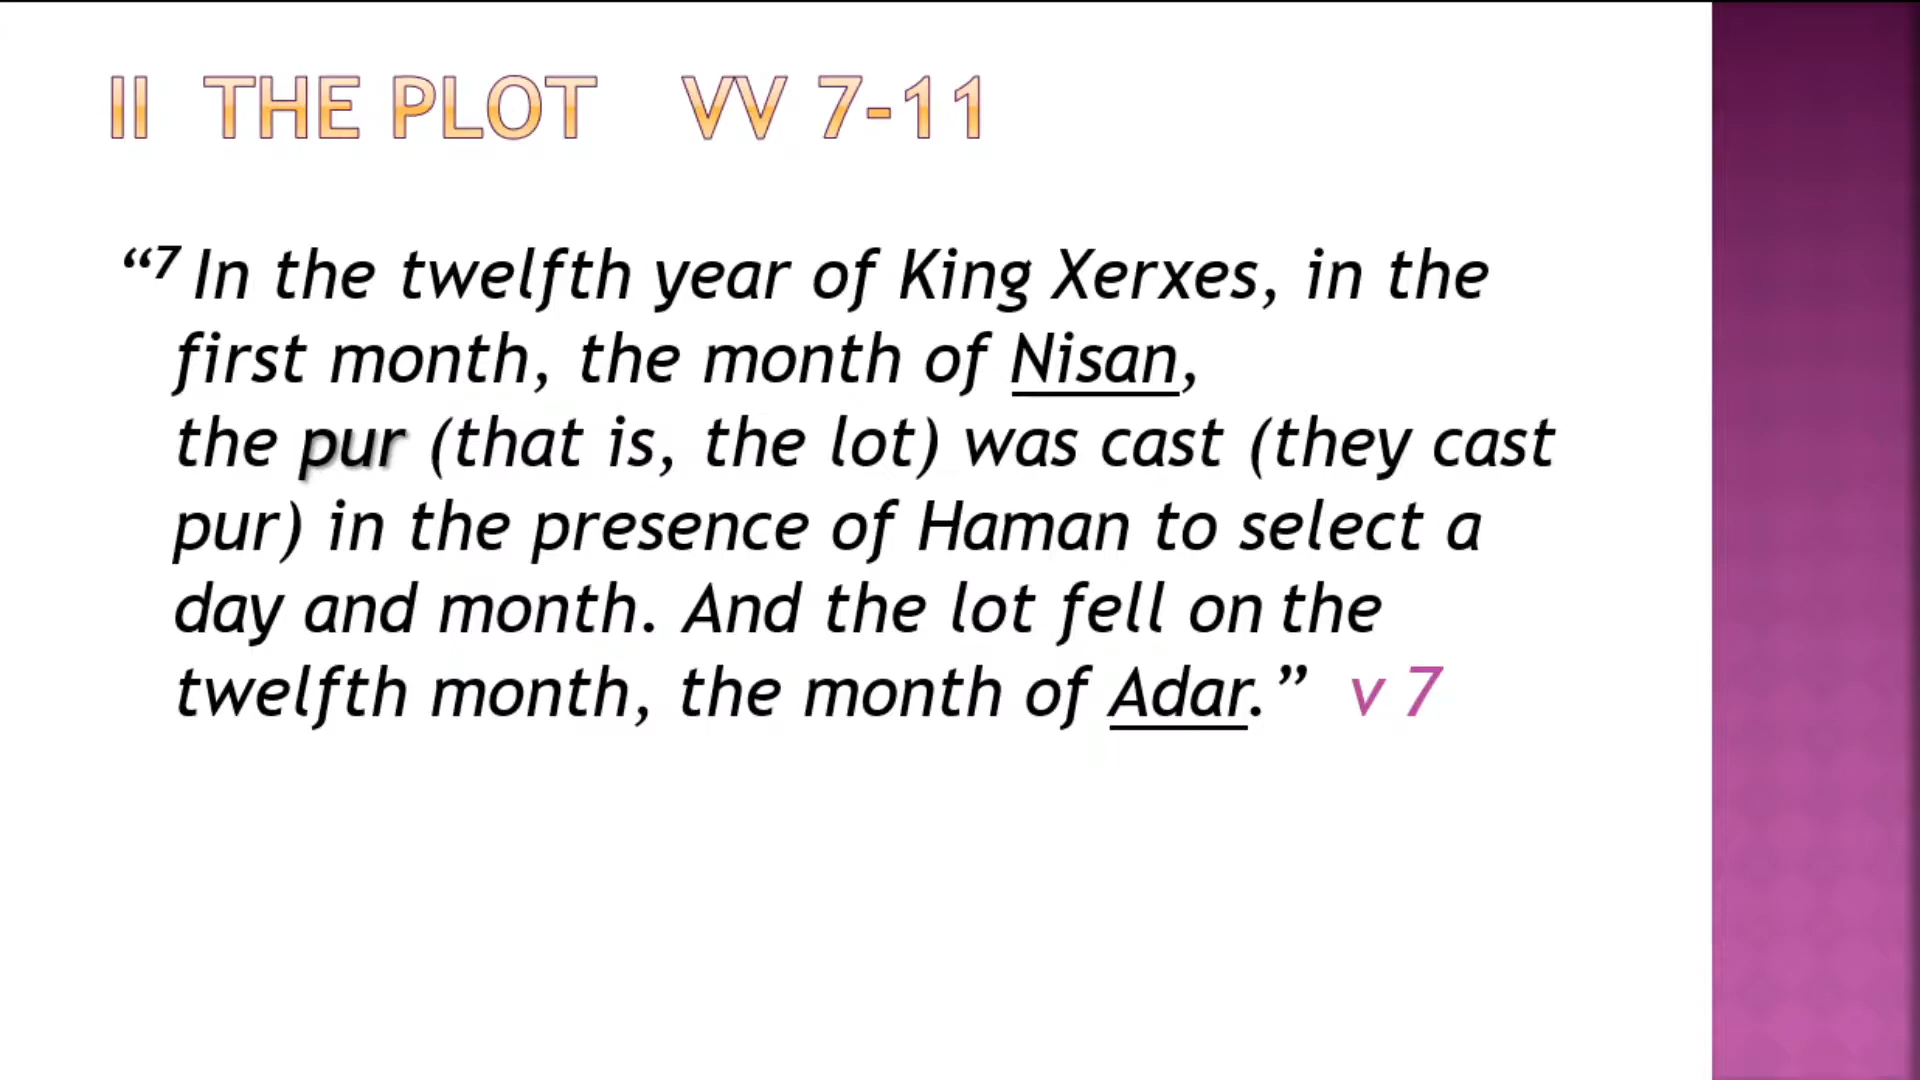 II THE PLOT VV 7-11
“7 In the twelfth year of King Xerxes, in the
first month, the month of Nisan,
the pur (that is, the lot) was cast (they cast
pur) in the presence of Haman to select a
day and month. And the lot fell on the
twelfth month, the month of Adar.” v 7